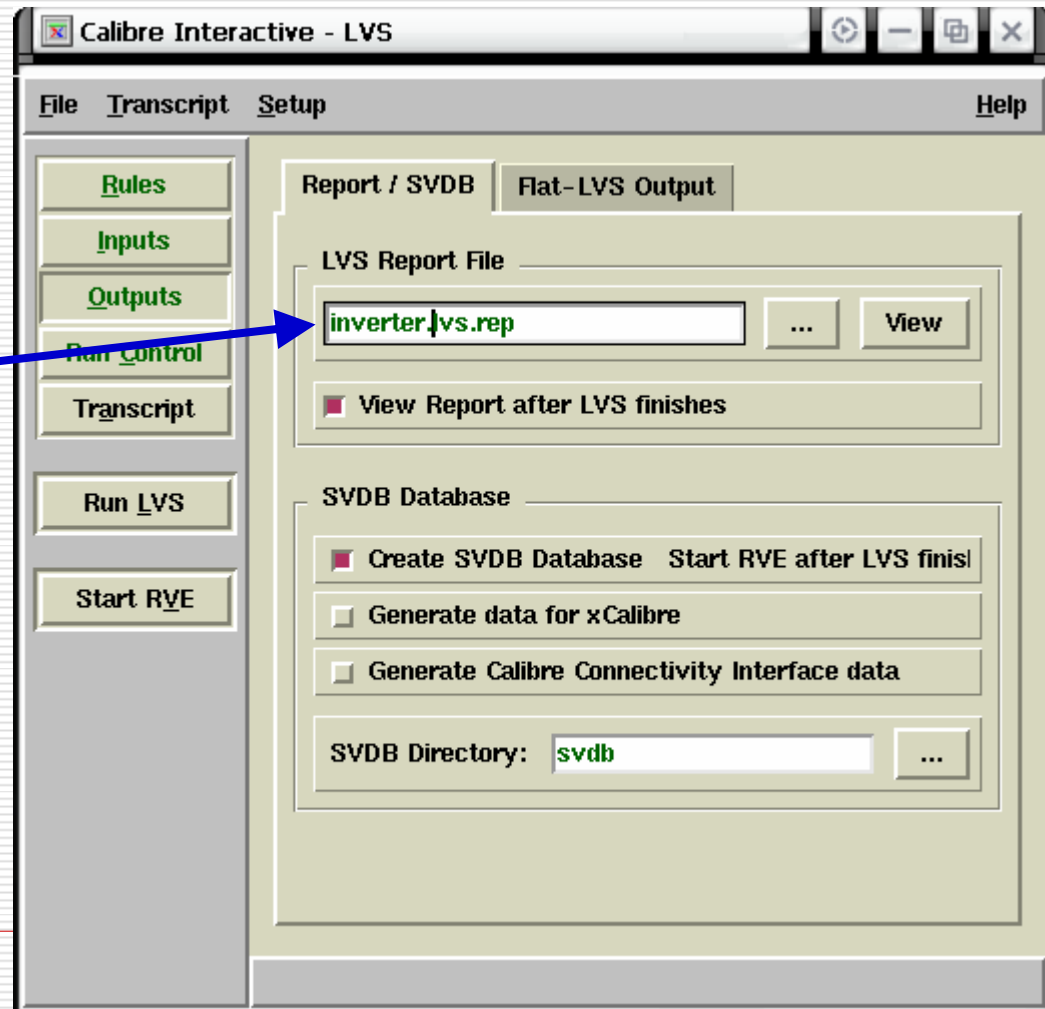 Calibre Interactive - LVS
File Transcript Setup Help
Rules
Inputs
Outputs
Run Control
Transcript
Run LVS
Start RVE
Report / SVDB Flat-LVS Output
LVS Report File
inverter.lvs.rep ... View
View Report after LVS finishes
SVDB Database
Create SVDB Database Start RVE after LVS finis
Generate data for xCalibre
Generate Calibre Connectivity Interface data
SVDB Directory: svdb ...